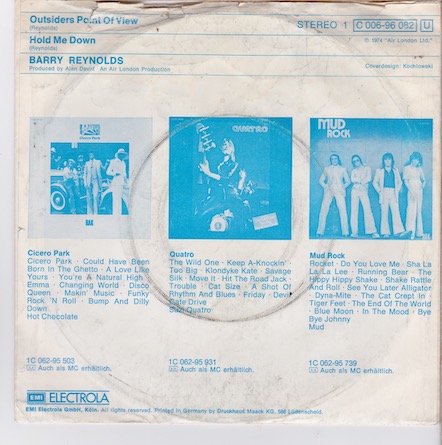 Outsiders Point Of View
(Reynolds)
STEREO 1 C 006-96 082 U
Hold Me Down
(Reynolds)
℗ 1974 "Air London Ltd."
BARRY REYNOLDS
Produced by Alan David An Air London Production
Coverdesign: Kochlowski
Cicero Park
RAK
QUATRO
MUD
ROCK
Cicero Park
Cicero Park · Could Have Been
Born In The Ghetto · A Love Like
Yours · You're A Natural High ·
Emma · Changing World · Disco
Queen · Makin' Music · Funky
Rock 'N Roll · Bump And Dilly
Down
Hot Chocolate
1C 062-95 503
Auch als MC erhältlich.
Quatro
The Wild One · Keep A-Knockin' ·
Too Big · Klondyke Kate · Savage
Silk · Move It · Hit The Road Jack ·
Trouble · Cat Size · A Shot Of
Rhythm And Blues · Friday · Devil
Gate Drive
Suzi Quatro
1C 062-95 931
Auch als MC erhältlich.
Mud Rock
Rocket · Do You Love Me · Sha La
La La Lee · Running Bear · The
Hippy Hippy Shake · Shake Rattle
And Roll · See You Later Alligator
· Dyna-Mite · The Cat Crept In ·
Tiger Feet · The End Of The World
· Blue Moon · In The Mood · Bye
Bye Johnny
Mud
1C 062-95 739
Auch als MC erhältlich.
EMI ELECTROLA
EMI Electrola GmbH, Köln. All rights reserved. Printed in Germany by Druckhaus Maack KG, 588 Lüdenscheid.